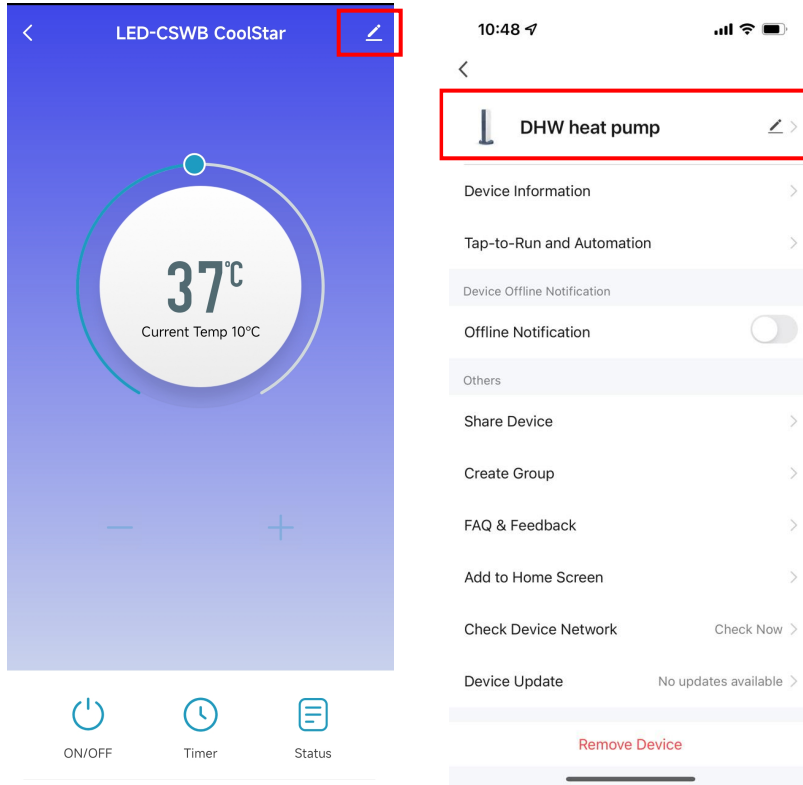 LED-CSWB CoolStar
37°C
Current Temp 10°C
ON/OFF
Timer
Status
10:48
DHW heat pump
Device Information
Tap-to-Run and Automation
Device Offline Notification
Offline Notification
Others
Share Device
Create Group
FAQ & Feedback
Add to Home Screen
Check Device Network Check Now
Device Update No updates available
Remove Device